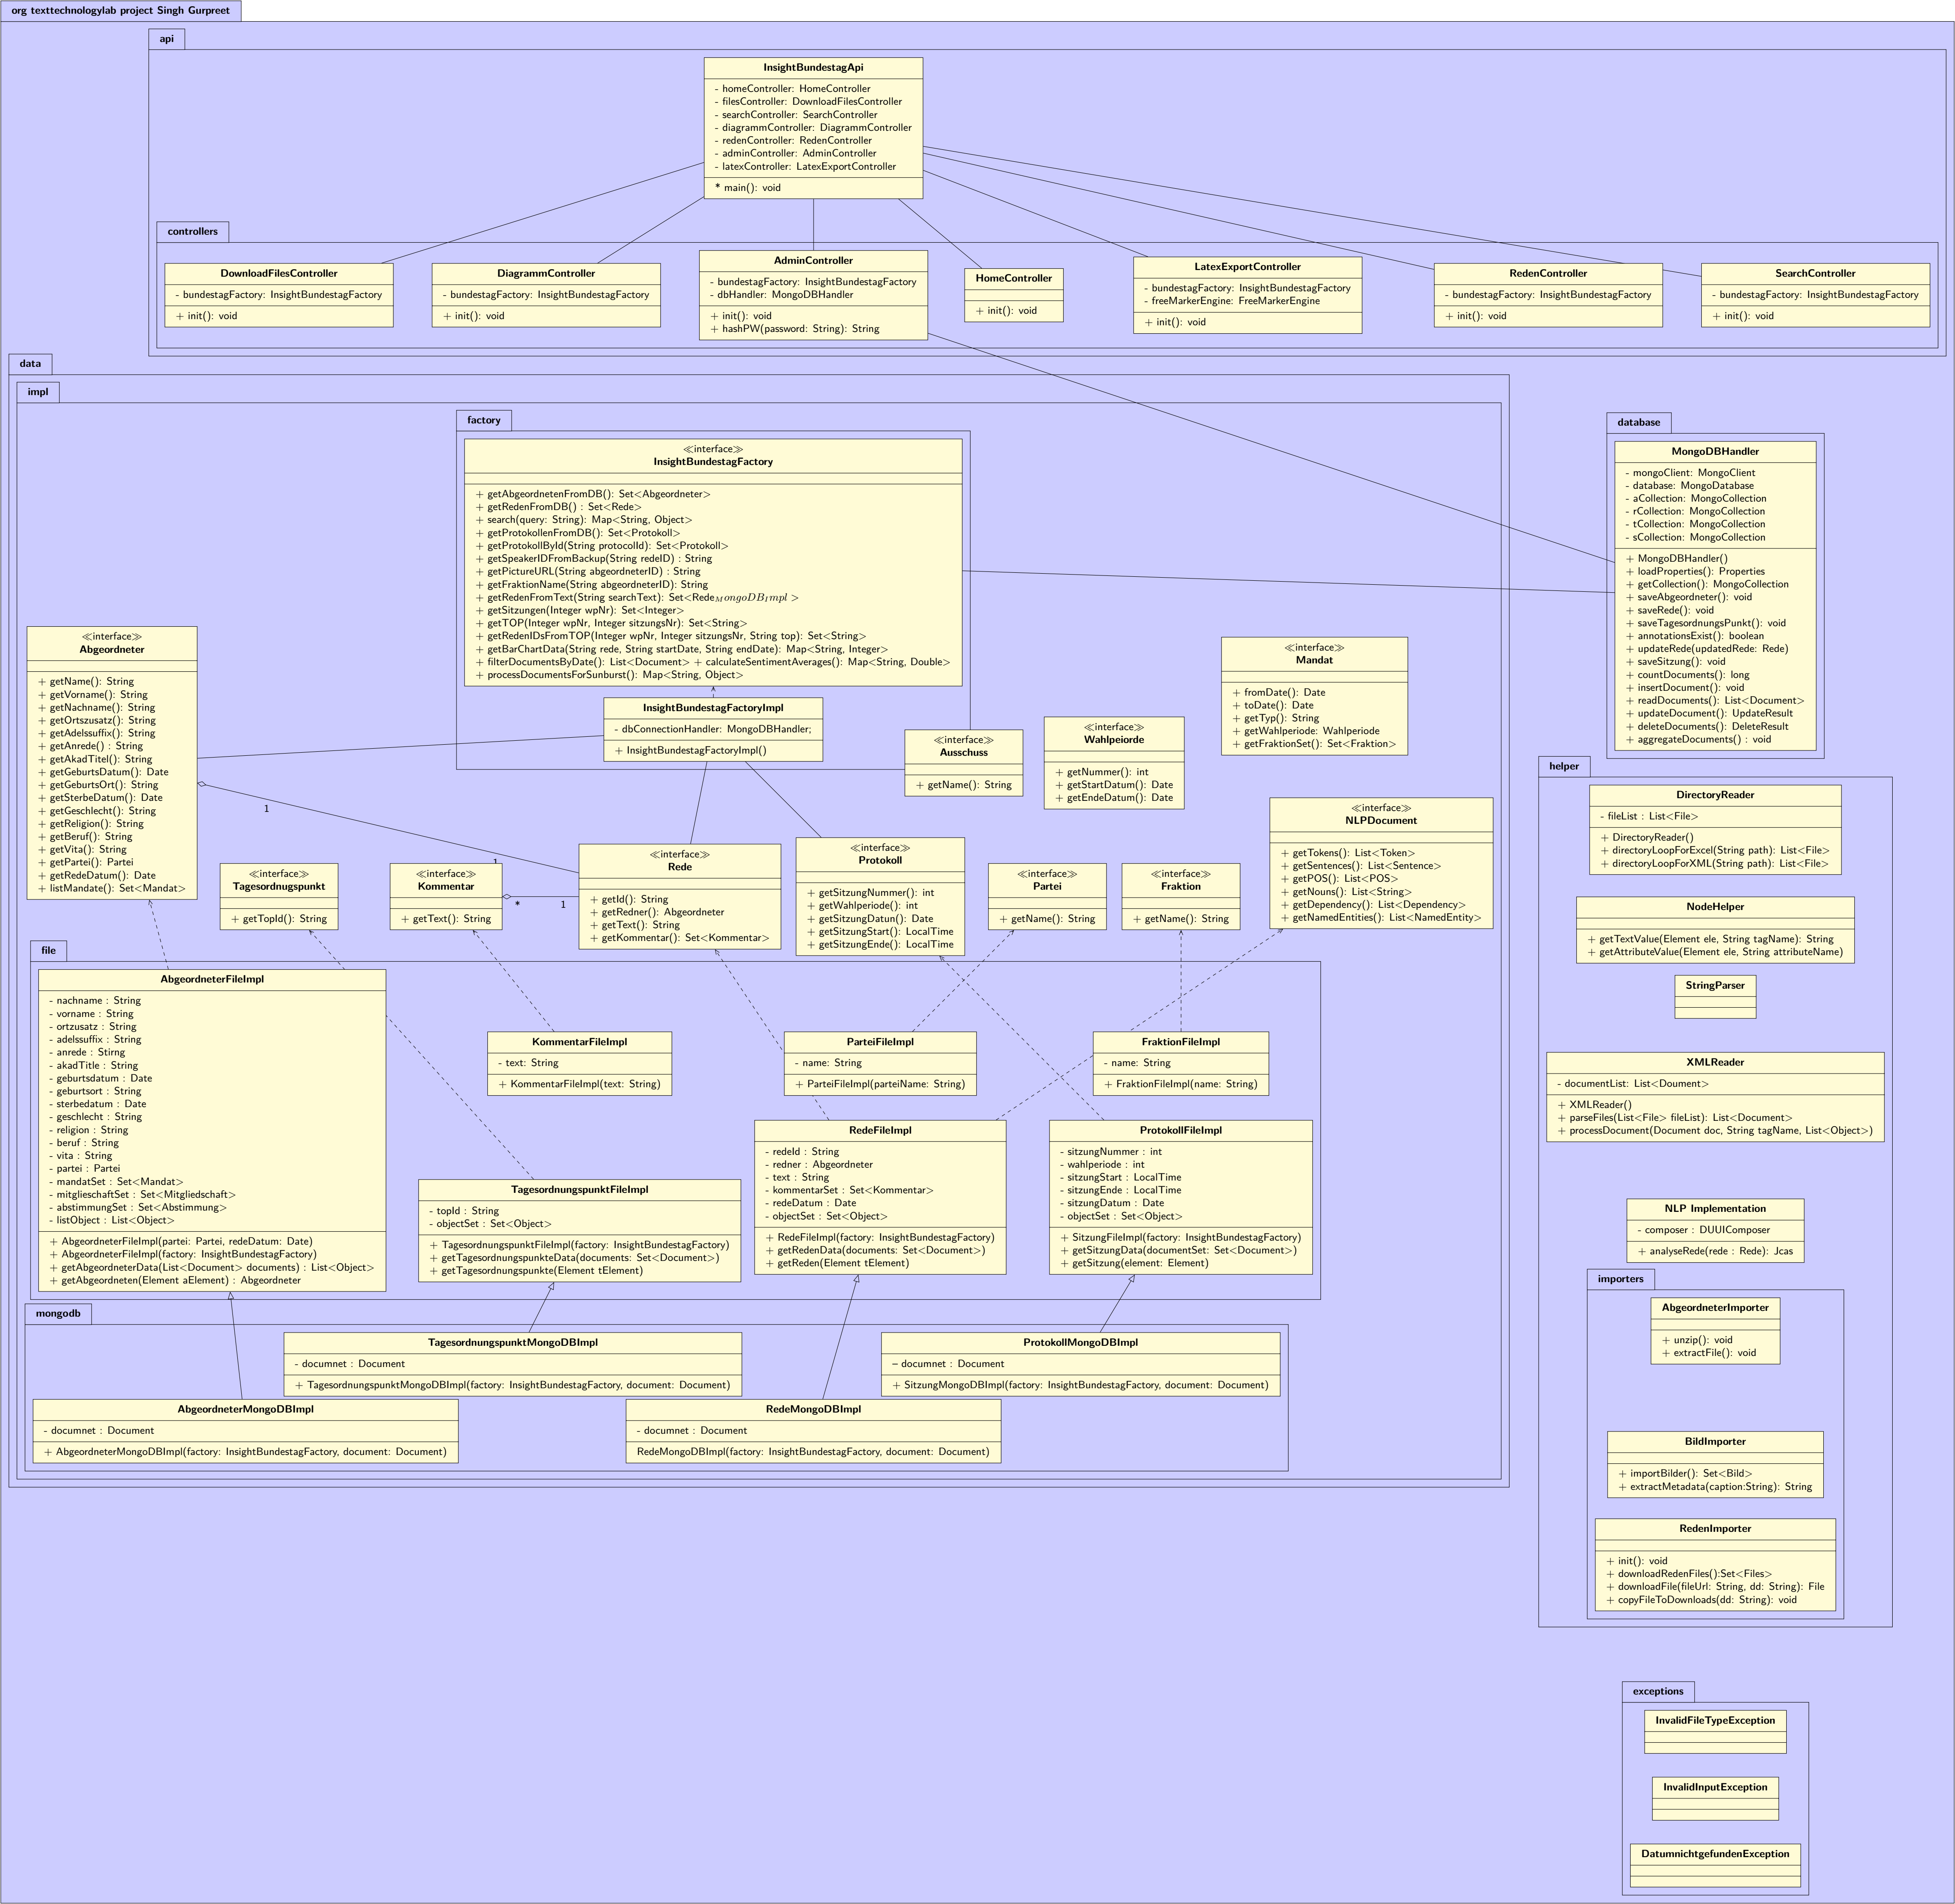 org texttechnologylab project Singh Gurpreet
api
InsightBundestagApi
- homeController: HomeController
- filesController: DownloadFilesController
- searchController: SearchController
- diagrammController: DiagrammController
- redenController: RedenController
- adminController: AdminController
- latexController: LatexExportController
* main(): void
controllers
DownloadFilesController
- bundestagFactory: InsightBundestagFactory
+ init(): void
DiagrammController
- bundestagFactory: InsightBundestagFactory
+ init(): void
AdminController
- bundestagFactory: InsightBundestagFactory
- dbHandler: MongoDBHandler
+ init(): void
+ hashPW(password: String): String
HomeController
+ init(): void
LatexExportController
- bundestagFactory: InsightBundestagFactory
- freeMarkerEngine: FreeMarkerEngine
+ init(): void
RedenController
- bundestagFactory: InsightBundestagFactory
+ init(): void
SearchController
- bundestagFactory: InsightBundestagFactory
+ init(): void
data
impl
factory
≪interface≫
InsightBundestagFactory
+ getAbgeordnetenFromDB(): Set<Abgeordneter>
+ getRedenFromDB() : Set<Rede>
+ search(query: String): Map<String, Object>
+ getProtokollenFromDB(): Set<Protokoll>
+ getProtokollById(String protocolId): Set<Protokoll>
+ getSpeakerIDFromBackup(String redeID) : String
+ getPictureURL(String abgeordneterID) : String
+ getFraktionName(String abgeordneterID): String
+ getRedenFromText(String searchText): Set<Rede_MongoDB_Impl >
+ getSitzungen(Integer wpNr): Set<Integer>
+ getTOP(Integer wpNr, Integer sitzungsNr): Set<String>
+ getRedenIDsFromTOP(Integer wpNr, Integer sitzungsNr, String top): Set<String>
+ getBarChartData(String rede, String startDate, String endDate): Map<String, Integer>
+ filterDocumentsByDate(): List<Document> + calculateSentimentAverages(): Map<String, Double>
+ processDocumentsForSunburst(): Map<String, Object>
InsightBundestagFactoryImpl
- dbConnectionHandler: MongoDBHandler;
+ InsightBundestagFactoryImpl()
database
MongoDBHandler
- mongoClient: MongoClient
- database: MongoDatabase
- aCollection: MongoCollection
- rCollection: MongoCollection
- tCollection: MongoCollection
- sCollection: MongoCollection
+ MongoDBHandler()
+ loadProperties(): Properties
+ getCollection(): MongoCollection
+ saveAbgeordneter(): void
+ saveRede(): void
+ saveTagesordnungsPunkt(): void
+ annotationsExist(): boolean
+ updateRede(updatedRede: Rede)
+ saveSitzung(): void
+ countDocuments(): long
+ insertDocument(): void
+ readDocuments(): List<Document>
+ updateDocument(): UpdateResult
+ deleteDocuments(): DeleteResult
+ aggregateDocuments() : void
≪interface≫
Abgeordneter
+ getName(): String
+ getVorname(): String
+ getNachname(): String
+ getOrtszusatz(): String
+ getAdelssuffix(): String
+ getAnrede() : String
+ getAkadTitel(): String
+ getGeburtsDatum(): Date
+ getGeburtsOrt(): String
+ getSterbeDatum(): Date
+ getGeschlecht(): String
+ getReligion(): String
+ getBeruf(): String
+ getVita(): String
+ getPartei(): Partei
+ getRedeDatum(): Date
+ listMandate(): Set<Mandat>
≪interface≫
Ausschuss
+ getName(): String
≪interface≫
Wahlpeiorde
+ getNummer(): int
+ getStartDatum(): Date
+ getEndeDatum(): Date
≪interface≫
Mandat
+ fromDate(): Date
+ toDate(): Date
+ getTyp(): String
+ getWahlperiode: Wahlperiode
+ getFraktionSet(): Set<Fraktion>
1
1
≪interface≫
Tagesordnugspunkt
+ getTopId(): String
≪interface≫
Kommentar
+ getText(): String
*
1
≪interface≫
Rede
+ getId(): String
+ getRedner(): Abgeordneter
+ getText(): String
+ getKommentar(): Set<Kommentar>
≪interface≫
Protokoll
+ getSitzungNummer(): int
+ getWahlperiode(): int
+ getSitzungDatun(): Date
+ getSitzungStart(): LocalTime
+ getSitzungEnde(): LocalTime
≪interface≫
Partei
+ getName(): String
≪interface≫
Fraktion
+ getName(): String
≪interface≫
NLPDocument
+ getTokens(): List<Token>
+ getSentences(): List<Sentence>
+ getPOS(): List<POS>
+ getNouns(): List<String>
+ getDependency(): List<Dependency>
+ getNamedEntities(): List<NamedEntity>
helper
DirectoryReader
- fileList : List<File>
+ DirectoryReader()
+ directoryLoopForExcel(String path): List<File>
+ directoryLoopForXML(String path): List<File>
NodeHelper
+ getTextValue(Element ele, String tagName): String
+ getAttributeValue(Element ele, String attributeName)
StringParser
XMLReader
- documentList: List<Doument>
+ XMLReader()
+ parseFiles(List<File> fileList): List<Document>
+ processDocument(Document doc, String tagName, List<Object>)
NLP Implementation
- composer : DUUIComposer
+ analyseRede(rede : Rede): Jcas
importers
AbgeordneterImporter
+ unzip(): void
+ extractFile(): void
BildImporter
+ importBilder(): Set<Bild>
+ extractMetadata(caption:String): String
RedenImporter
+ init(): void
+ downloadRedenFiles():Set<Files>
+ downloadFile(fileUrl: String, dd: String): File
+ copyFileToDownloads(dd: String): void
file
AbgeordneterFileImpl
- nachname : String
- vorname : String
- ortzusatz : String
- adelssuffix : String
- anrede : Stirng
- akadTitle : String
- geburtsdatum : Date
- geburtsort : String
- sterbedatum : Date
- geschlecht : String
- religion : String
- beruf : String
- vita : String
- partei : Partei
- mandatSet : Set<Mandat>
- mitglieschaftSet : Set<Mitgliedschaft>
- abstimmungSet : Set<Abstimmung>
- listObject : List<Object>
+ AbgeordneterFileImpl(partei: Partei, redeDatum: Date)
+ AbgeordneterFileImpl(factory: InsightBundestagFactory)
+ getAbgeordneterData(List<Document> documents) : List<Object>
+ getAbgeordneten(Element aElement) : Abgeordneter
KommentarFileImpl
- text: String
+ KommentarFileImpl(text: String)
ParteiFileImpl
- name: String
+ ParteiFileImpl(parteiName: String)
FraktionFileImpl
- name: String
+ FraktionFileImpl(name: String)
TagesordnungspunktFileImpl
- topId : String
- objectSet : Set<Object>
+ TagesordnungspunktFileImpl(factory: InsightBundestagFactory)
+ getTagesordnungspunkteData(documents: Set<Document>)
+ getTagesordnungspunkte(Element tElement)
RedeFileImpl
- redeId : String
- redner : Abgeordneter
- text : String
- kommentarSet : Set<Kommentar>
- redeDatum : Date
- objectSet : Set<Object>
+ RedeFileImpl(factory: InsightBundestagFactory)
+ getRedenData(documents: Set<Document>)
+ getReden(Element tElement)
ProtokollFileImpl
- sitzungNummer : int
- wahlperiode : int
- sitzungStart : LocalTime
- sitzungEnde : LocalTime
- sitzungDatum : Date
- objectSet : Set<Object>
+ SitzungFileImpl(factory: InsightBundestagFactory)
+ getSitzungData(documentSet: Set<Document>)
+ getSitzung(element: Element)
mongodb
TagesordnungspunktMongoDBImpl
- documnet : Document
+ TagesordnungspunktMongoDBImpl(factory: InsightBundestagFactory, document: Document)
ProtokollMongoDBImpl
– documnet : Document
+ SitzungMongoDBImpl(factory: InsightBundestagFactory, document: Document)
AbgeordneterMongoDBImpl
- documnet : Document
+ AbgeordneterMongoDBImpl(factory: InsightBundestagFactory, document: Document)
RedeMongoDBImpl
- documnet : Document
RedeMongoDBImpl(factory: InsightBundestagFactory, document: Document)
exceptions
InvalidFileTypeException
InvalidInputException
DatumnichtgefundenException